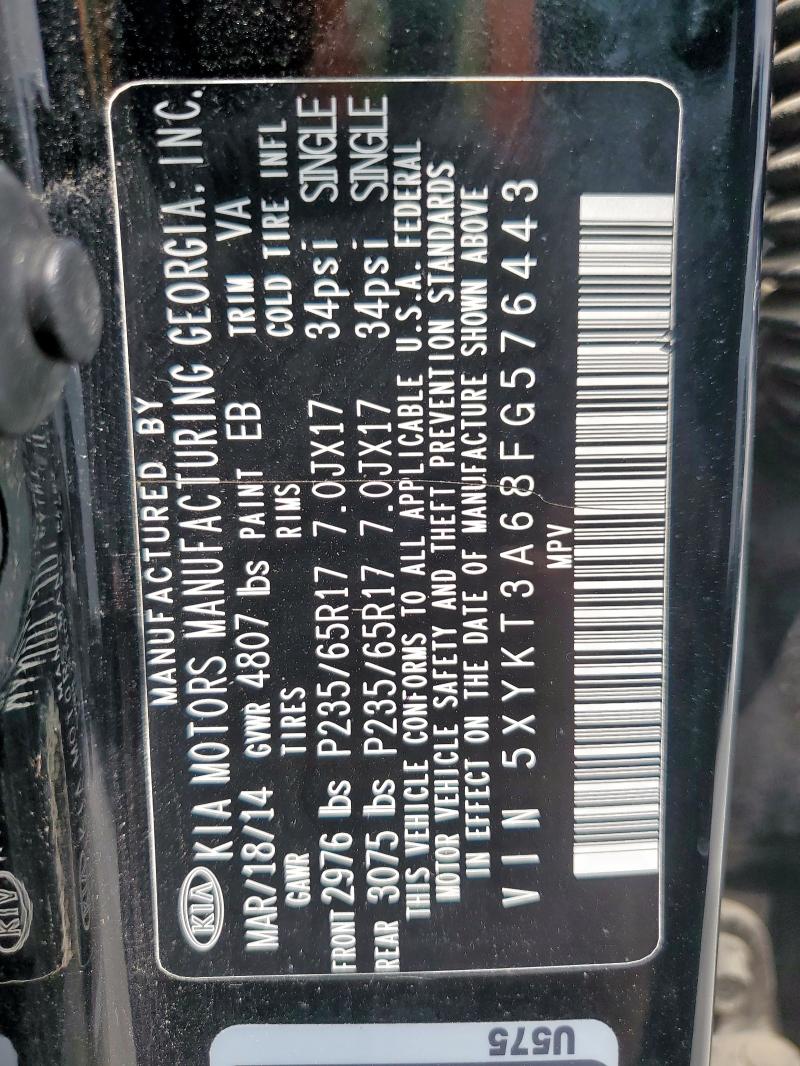 MANUFACTURED BY
KIA KIA MOTORS MANUFACTURING GEORGIA, INC.
MAR/18/14 GVWR 4807 lbs PAINT EB TRIM VA
GAWR TIRES RIMS COLD TIRE INFL
FRONT 2976 lbs P235/65R17 7.0JX17 34psi SINGLE
REAR 3075 lbs P235/65R17 7.0JX17 34psi SINGLE
THIS VEHICLE CONFORMS TO ALL APPLICABLE U.S.A. FEDERAL
MOTOR VEHICLE SAFETY AND THEFT PREVENTION STANDARDS
IN EFFECT ON THE DATE OF MANUFACTURE SHOWN ABOVE
VIN 5XYKT3A68FG576443
MPV
U575